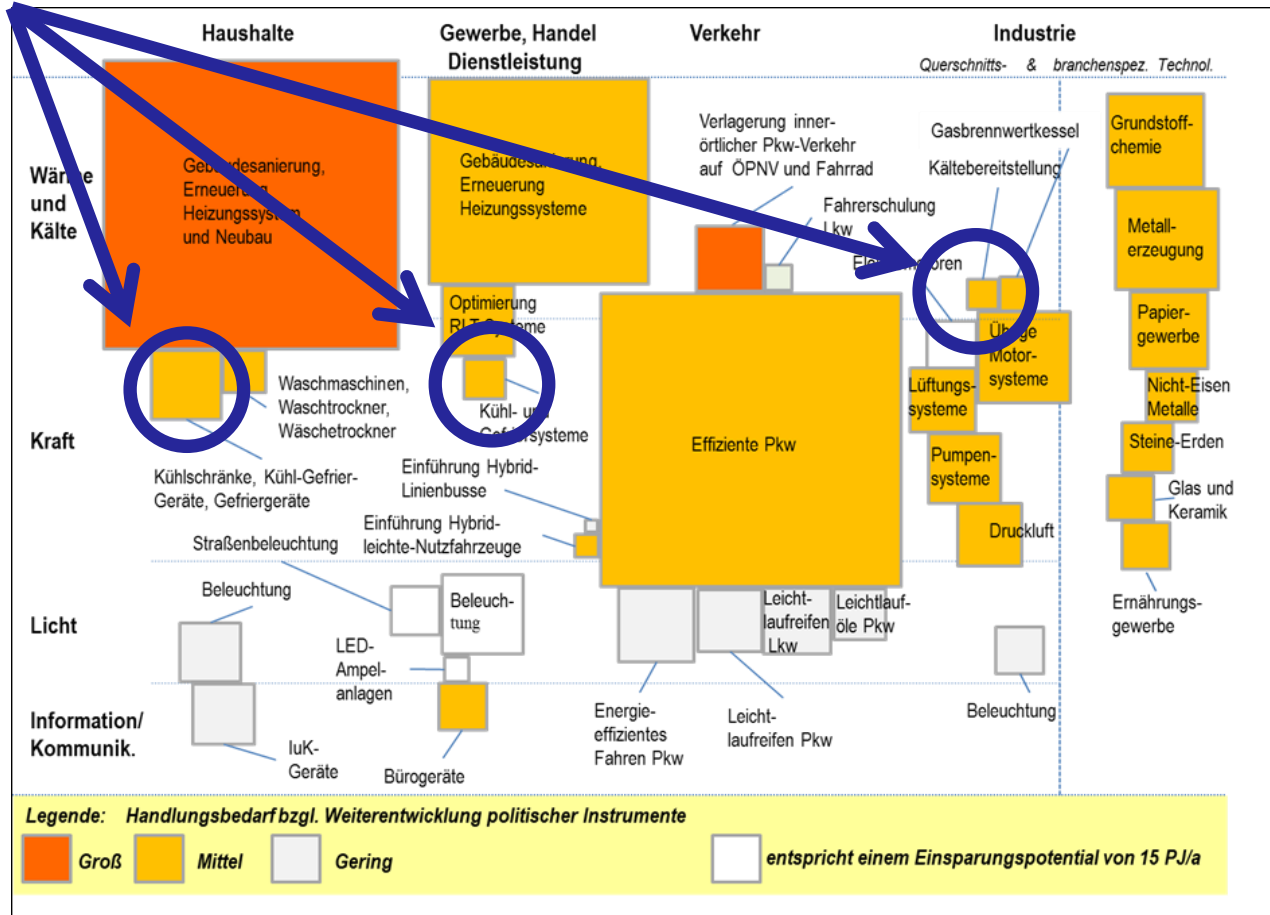 Haushalte
Gewerbe, Handel
Dienstleistung
Verkehr
Industrie
Querschnitts- & branchenspez. Technol.
Wärme
und
Kälte
Gebäudesanierung,
Erneuerung
Heizungssystem
und Neubau
Gebäudesanierung,
Erneuerung
Heizungssysteme
Verlagerung inner-
örtlicher Pkw-Verkehr
auf ÖPNV und Fahrrad
Fahrerschulung
Lkw
Gasbrennwertkessel
Kältebereitstellung
Grundstoff-
chemie
Metall-
erzeugung
Optimierung
RLT-Systeme
Papier-
gewerbe
Übrige
Motor-
systeme
Lüftungs-
systeme
Nicht-Eisen
Metalle
Kraft
Waschmaschinen,
Waschtrockner,
Wäschetrockner
Kühl- und
Gefriersysteme
Effiziente Pkw
Steine-Erden
Pumpen-
systeme
Kühlschränke, Kühl-Gefrier-
Geräte, Gefriergeräte
Einführung Hybrid-
Linienbusse
Glas und
Keramik
Einführung Hybrid-
leichte-Nutzfahrzeuge
Druckluft
Straßenbeleuchtung
Licht
Beleuchtung
Beleuch-
tung
Leicht-
laufreifen
Lkw
Leichtlauf-
öle Pkw
Ernährungs-
gewerbe
LED-
Ampel-
anlagen
Information/
Kommunik.
Energie-
effizientes
Fahren Pkw
Leicht-
laufreifen Pkw
Beleuchtung
IuK-
Geräte
Bürogeräte
Legende: Handlungsbedarf bzgl. Weiterentwicklung politischer Instrumente
Groß
Mittel
Gering
entspricht einem Einsparungspotential von 15 PJ/a